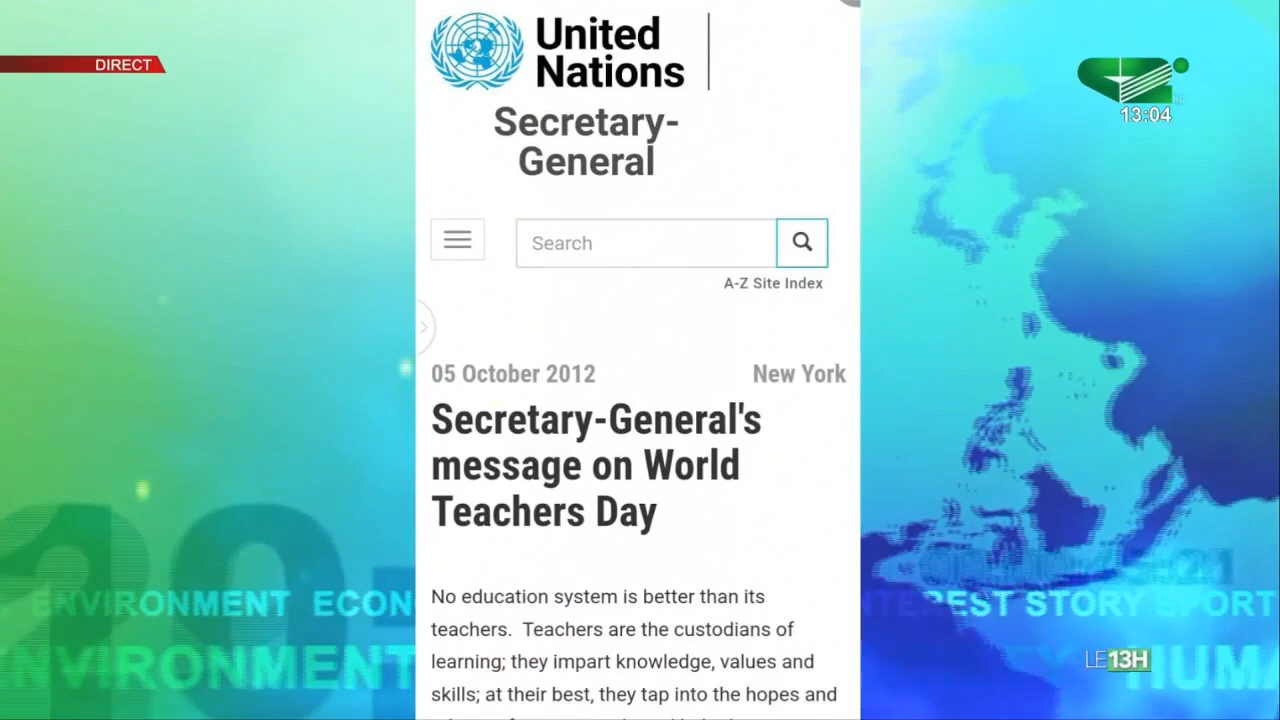 DIRECT
13:04
United
Nations
Secretary-
General
Search
A-Z Site Index
05 October 2012
New York
Secretary-General's
message on World
Teachers Day
No education system is better than its
teachers. Teachers are the custodians of
learning; they impart knowledge, values and
skills; at their best, they tap into the hopes and
ENVIRONMENT ECON
STORY SPORT
NVIRONMENT
HUMA
LE13H